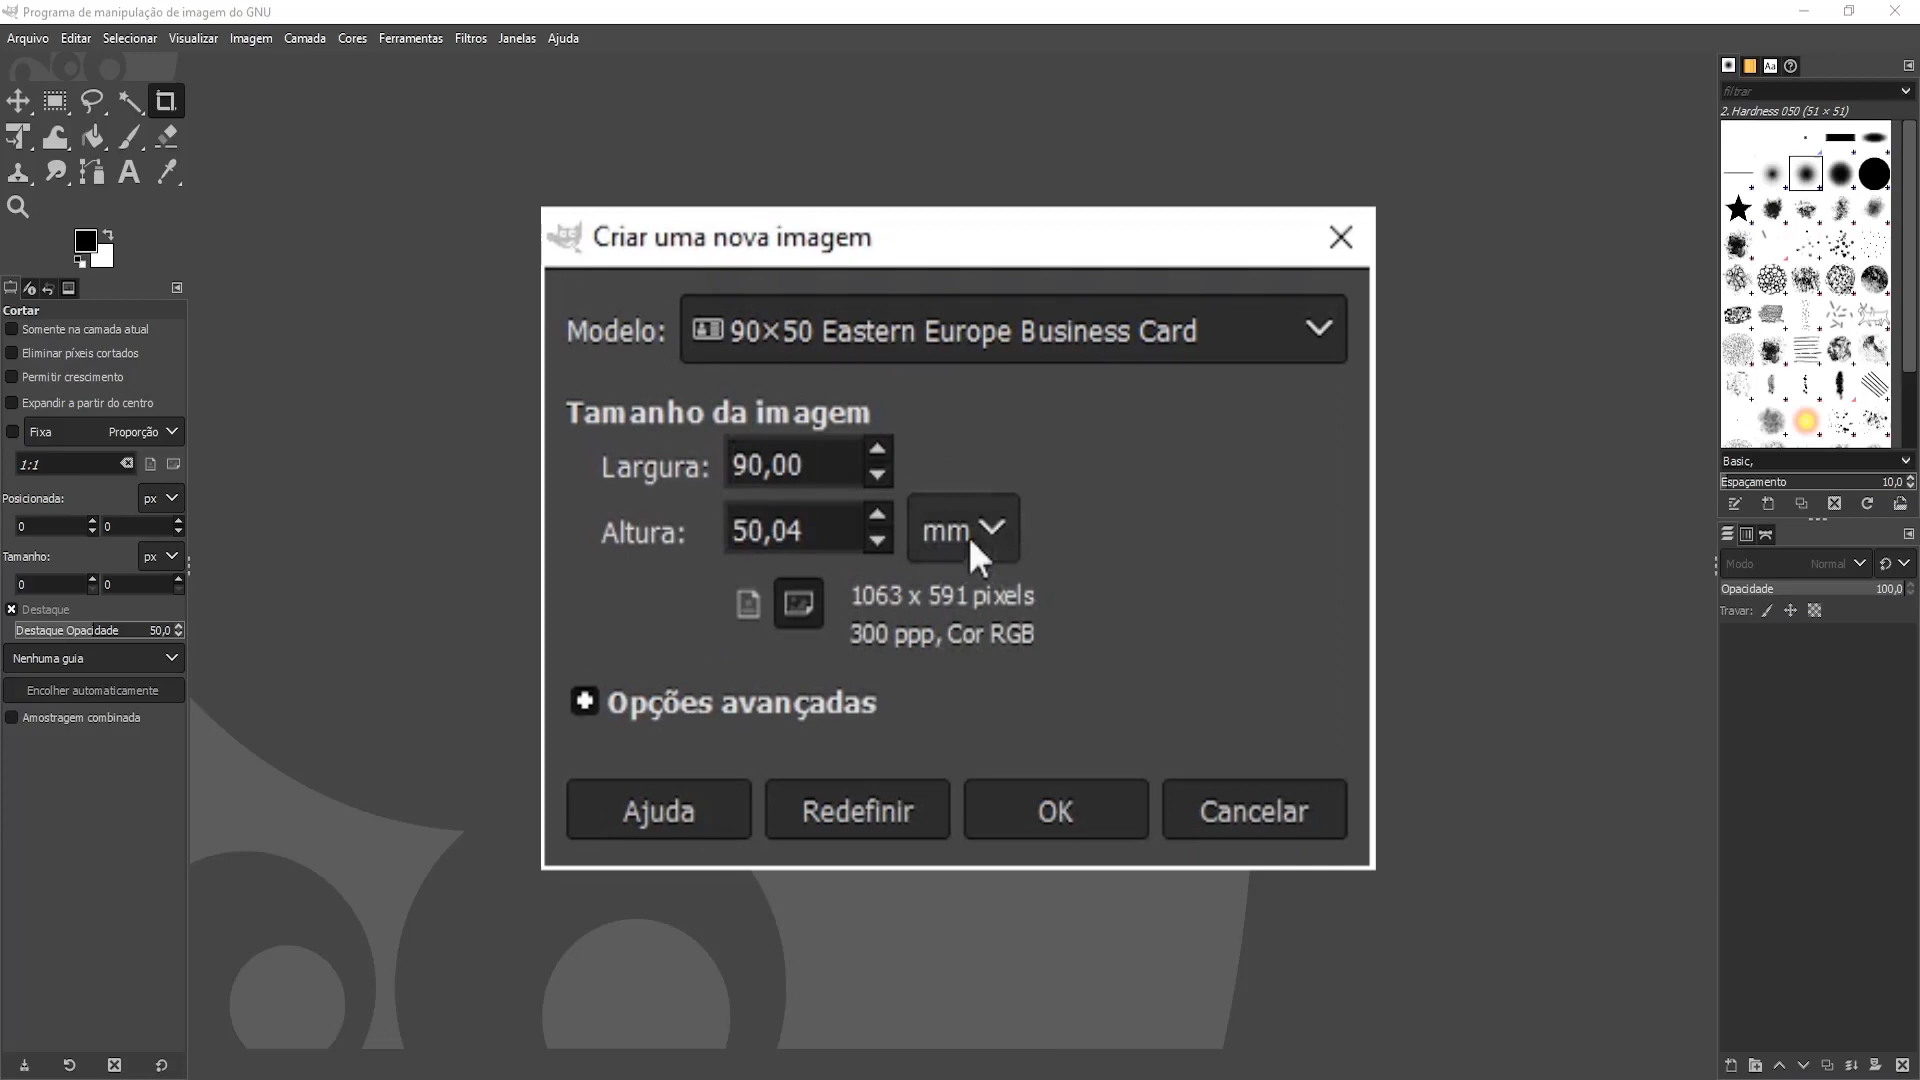 Programa de manipulação de imagem do GNU
Arquivo Editar Selecionar Visualizar Imagem Camada Cores Ferramentas Filtros Janelas Ajuda
Cortar
Somente na camada atual
Eliminar píxeis cortados
Permitir crescimento
Expandir a partir do centro
Fixa Proporção
1:1
Posicionada: px
0 0
Tamanho: px
0 0
Destaque
Destaque Opacidade 50,0
Nenhuma guia
Encolher automaticamente
Amostragem combinada
Criar uma nova imagem
Modelo: 90×50 Eastern Europe Business Card
Tamanho da imagem
Largura: 90,00
Altura: 50,04 mm
1063 x 591 pixels
300 ppp, Cor RGB
Opções avançadas
Ajuda Redefinir OK Cancelar
Aa
filtrar
2. Hardness 050 (51 × 51)
Basic,
Espaçamento 10,0
Modo Normal
Opacidade 100,0
Travar: